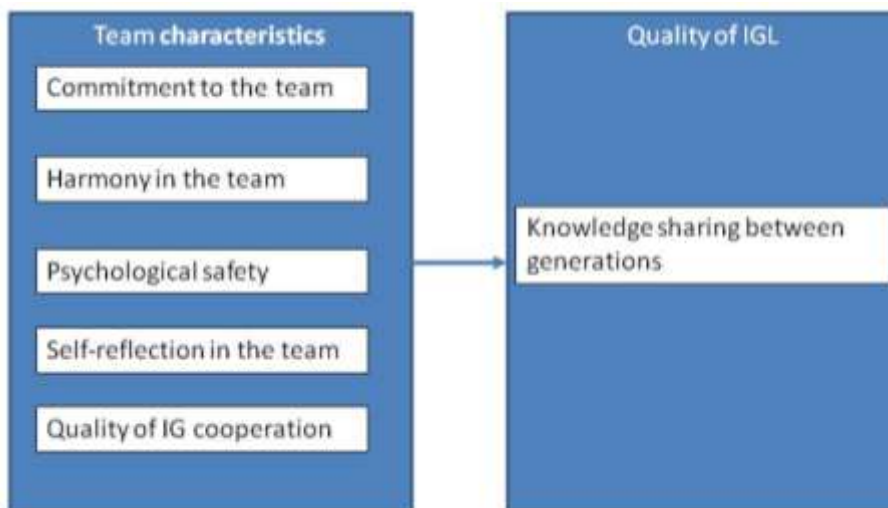 Team characteristics
Commitment to the team
Harmony in the team
Psychological safety
Self-reflection in the team
Quality of IG cooperation
Quality of IGL
Knowledge sharing between
generations